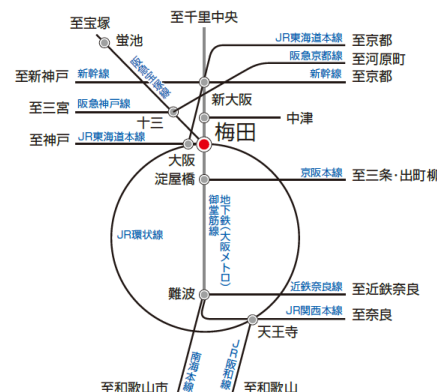 至宝塚
至千里中央
蛍池
JR東海道本線
至京都
阪急京都線
至河原町
阪急宝塚線
至新神戸
新幹線
新幹線
至京都
新大阪
至三宮
阪急神戸線
十三
中津
梅田
至神戸
JR東海道本線
大阪
淀屋橋
京阪本線
至三条・出町柳
地下鉄(大阪メトロ)
御堂筋線
JR環状線
難波
近鉄奈良線
至近鉄奈良
JR関西本線
至奈良
天王寺
南海本線
JR阪和線
至和歌山市
至和歌山